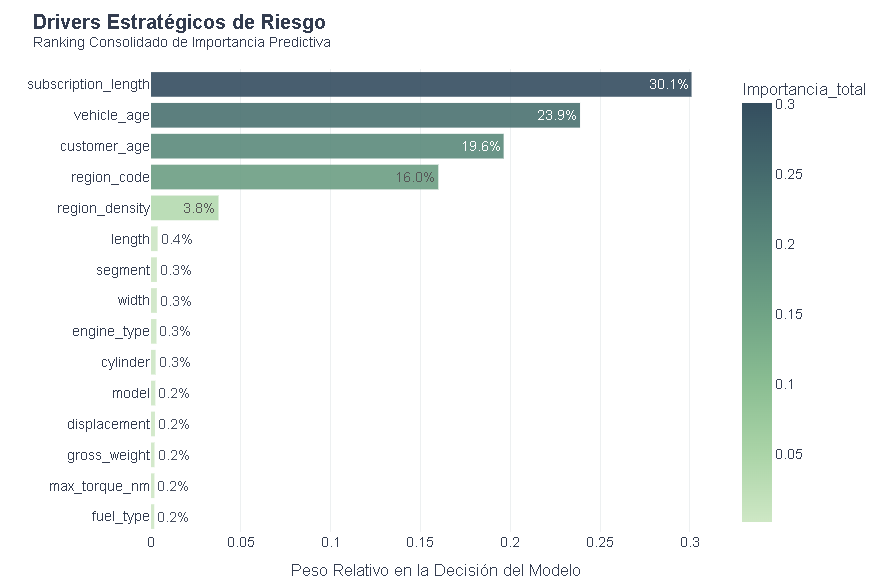 Drivers Estratégicos de Riesgo
Ranking Consolidado de Importancia Predictiva
subscription_length 30.1%
vehicle_age 23.9%
customer_age 19.6%
region_code 16.0%
region_density 3.8%
length 0.4%
segment 0.3%
width 0.3%
engine_type 0.3%
cylinder 0.3%
model 0.2%
displacement 0.2%
gross_weight 0.2%
max_torque_nm 0.2%
fuel_type 0.2%
0 0.05 0.1 0.15 0.2 0.25 0.3
Peso Relativo en la Decisión del Modelo
Importancia_total
0.3
0.25
0.2
0.15
0.1
0.05